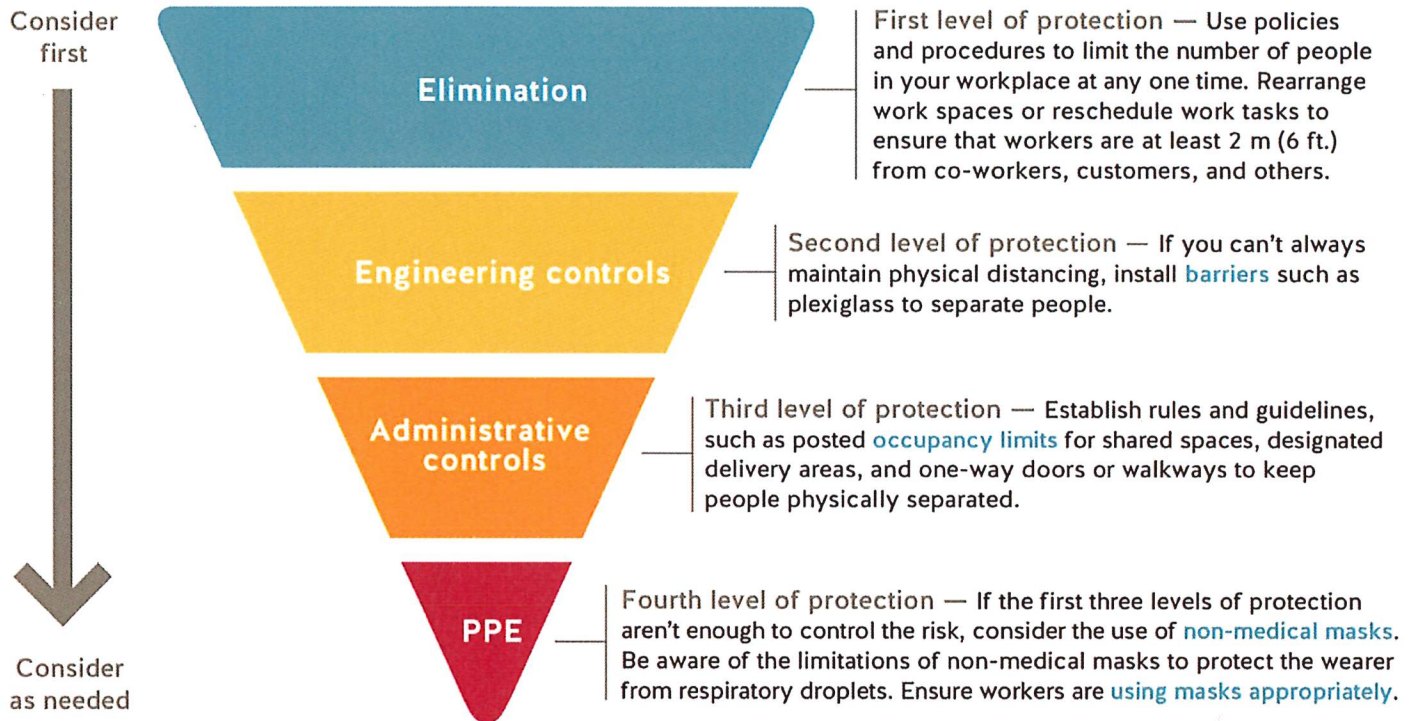 Consider
first
Elimination
First level of protection — Use policies
and procedures to limit the number of people
in your workplace at any one time. Rearrange
work spaces or reschedule work tasks to
ensure that workers are at least 2 m (6 ft.)
from co-workers, customers, and others.
Engineering controls
Second level of protection — If you can't always
maintain physical distancing, install barriers such as
plexiglass to separate people.
Administrative
controls
Third level of protection — Establish rules and guidelines,
such as posted occupancy limits for shared spaces, designated
delivery areas, and one-way doors or walkways to keep
people physically separated.
PPE
Fourth level of protection — If the first three levels of protection
aren't enough to control the risk, consider the use of non-medical masks.
Be aware of the limitations of non-medical masks to protect the wearer
from respiratory droplets. Ensure workers are using masks appropriately.
Consider
as needed